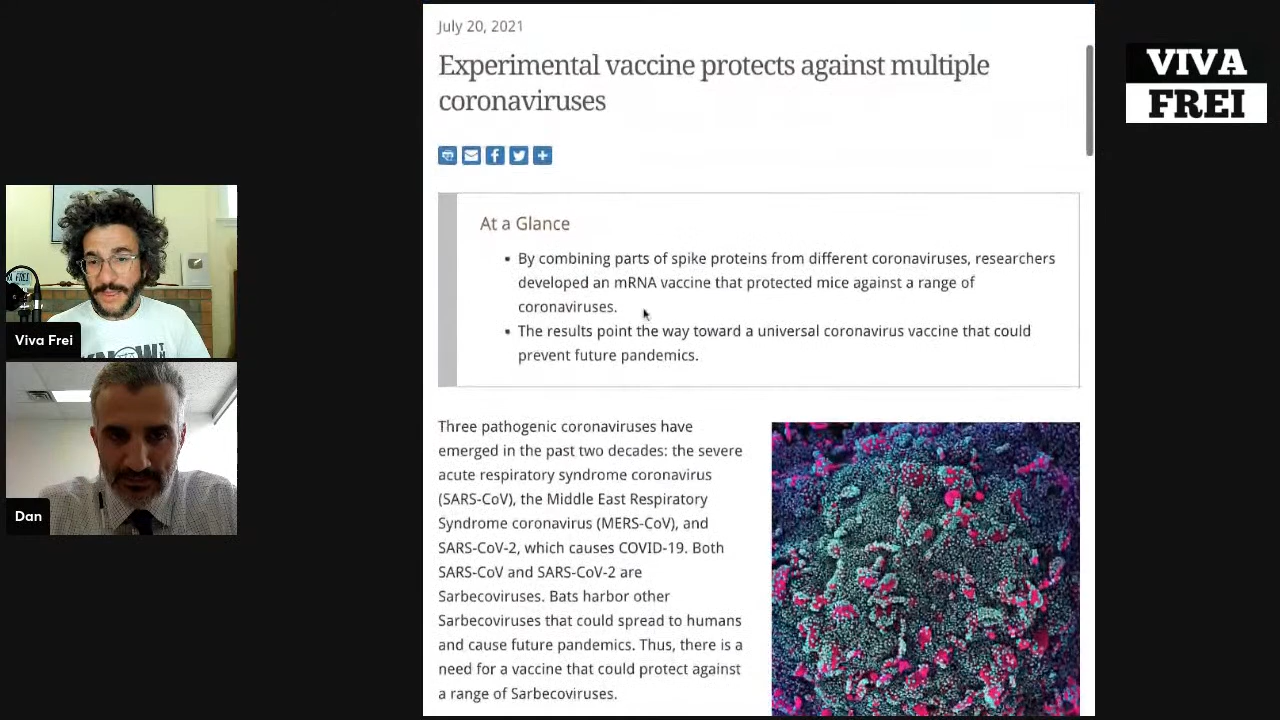 July 20, 2021
Experimental vaccine protects against multiple
coronaviruses
At a Glance
• By combining parts of spike proteins from different coronaviruses, researchers
developed an mRNA vaccine that protected mice against a range of
coronaviruses.
• The results point the way toward a universal coronavirus vaccine that could
prevent future pandemics.
Three pathogenic coronaviruses have
emerged in the past two decades: the severe
acute respiratory syndrome coronavirus
(SARS-CoV), the Middle East Respiratory
Syndrome coronavirus (MERS-CoV), and
SARS-CoV-2, which causes COVID-19. Both
SARS-CoV and SARS-CoV-2 are
Sarbecoviruses. Bats harbor other
Sarbecoviruses that could spread to humans
and cause future pandemics. Thus, there is a
need for a vaccine that could protect against
a range of Sarbecoviruses.
VIVA
FREI
Viva Frei
Dan